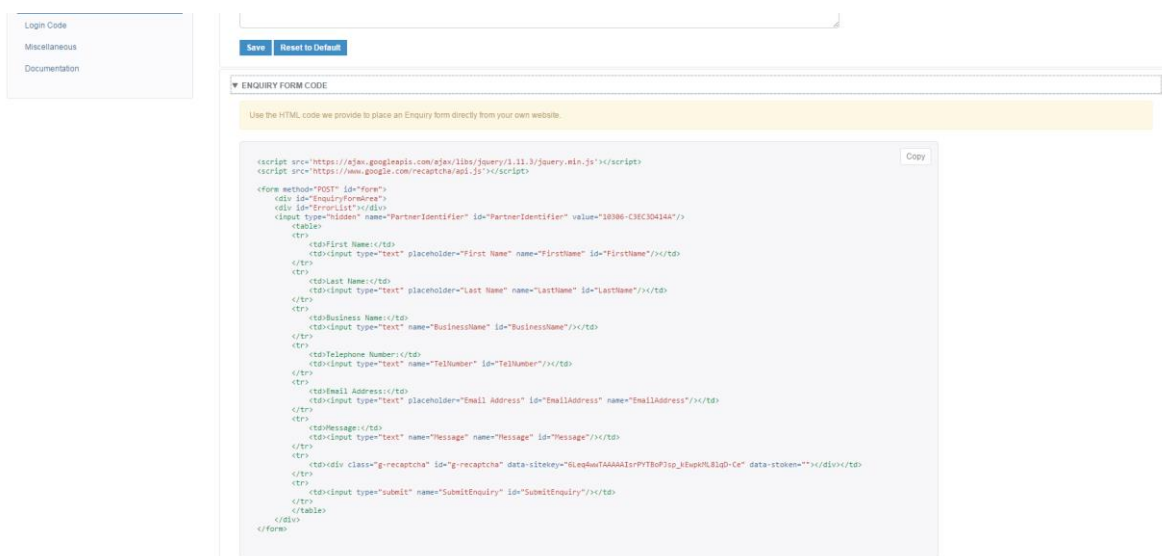 Login Code
Miscellaneous
Documentation
Save Reset to Default
▼ ENQUIRY FORM CODE
Use the HTML code we provide to place an Enquiry form directly from your own website.
Copy
<script src='https://ajax.googleapis.com/ajax/libs/jquery/1.11.3/jquery.min.js'></script>
<script src='https://www.google.com/recaptcha/api.js'></script>
<form method="POST" id="form">
<div id="EnquiryFormArea">
<div id="ErrorList"></div>
<input type="hidden" name="PartnerIdentifier" id="PartnerIdentifier" value="10306-C3EC3D414A"/>
<table>
<tr>
<td>First Name:</td>
<td><input type="text" placeholder="First Name" name="FirstName" id="FirstName"/></td>
</tr>
<tr>
<td>Last Name:</td>
<td><input type="text" placeholder="Last Name" name="LastName" id="LastName"/></td>
</tr>
<tr>
<td>Business Name:</td>
<td><input type="text" name="BusinessName" id="BusinessName"/></td>
</tr>
<tr>
<td>Telephone Number:</td>
<td><input type="text" name="TelNumber" id="TelNumber"/></td>
</tr>
<tr>
<td>Email Address:</td>
<td><input type="text" placeholder="Email Address" id="EmailAddress" name="EmailAddress"/></td>
</tr>
<tr>
<td>Message:</td>
<td><input type="text" name="Message" name="Message" id="Message"/></td>
</tr>
<tr>
<td><div class="g-recaptcha" id="g-recaptcha" data-stoken=""></div></td>
</tr>
<tr>
<td><input type="submit" name="SubmitEnquiry" id="SubmitEnquiry"/></td>
</tr>
</table>
</div>
</form>